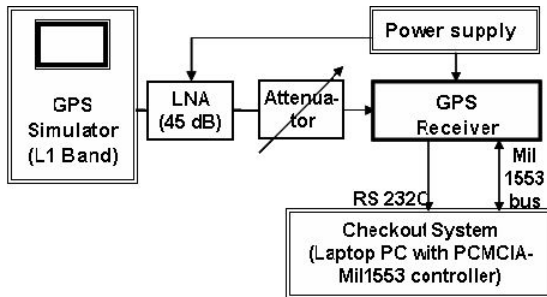 Power supply
GPS
Simulator
(L1 Band)
LNA
(45 dB)
Attenua-
tor
GPS
Receiver
Mil
1553
bus
RS 232C
Checkout System
(Laptop PC with PCMCIA-
Mil1553 controller)